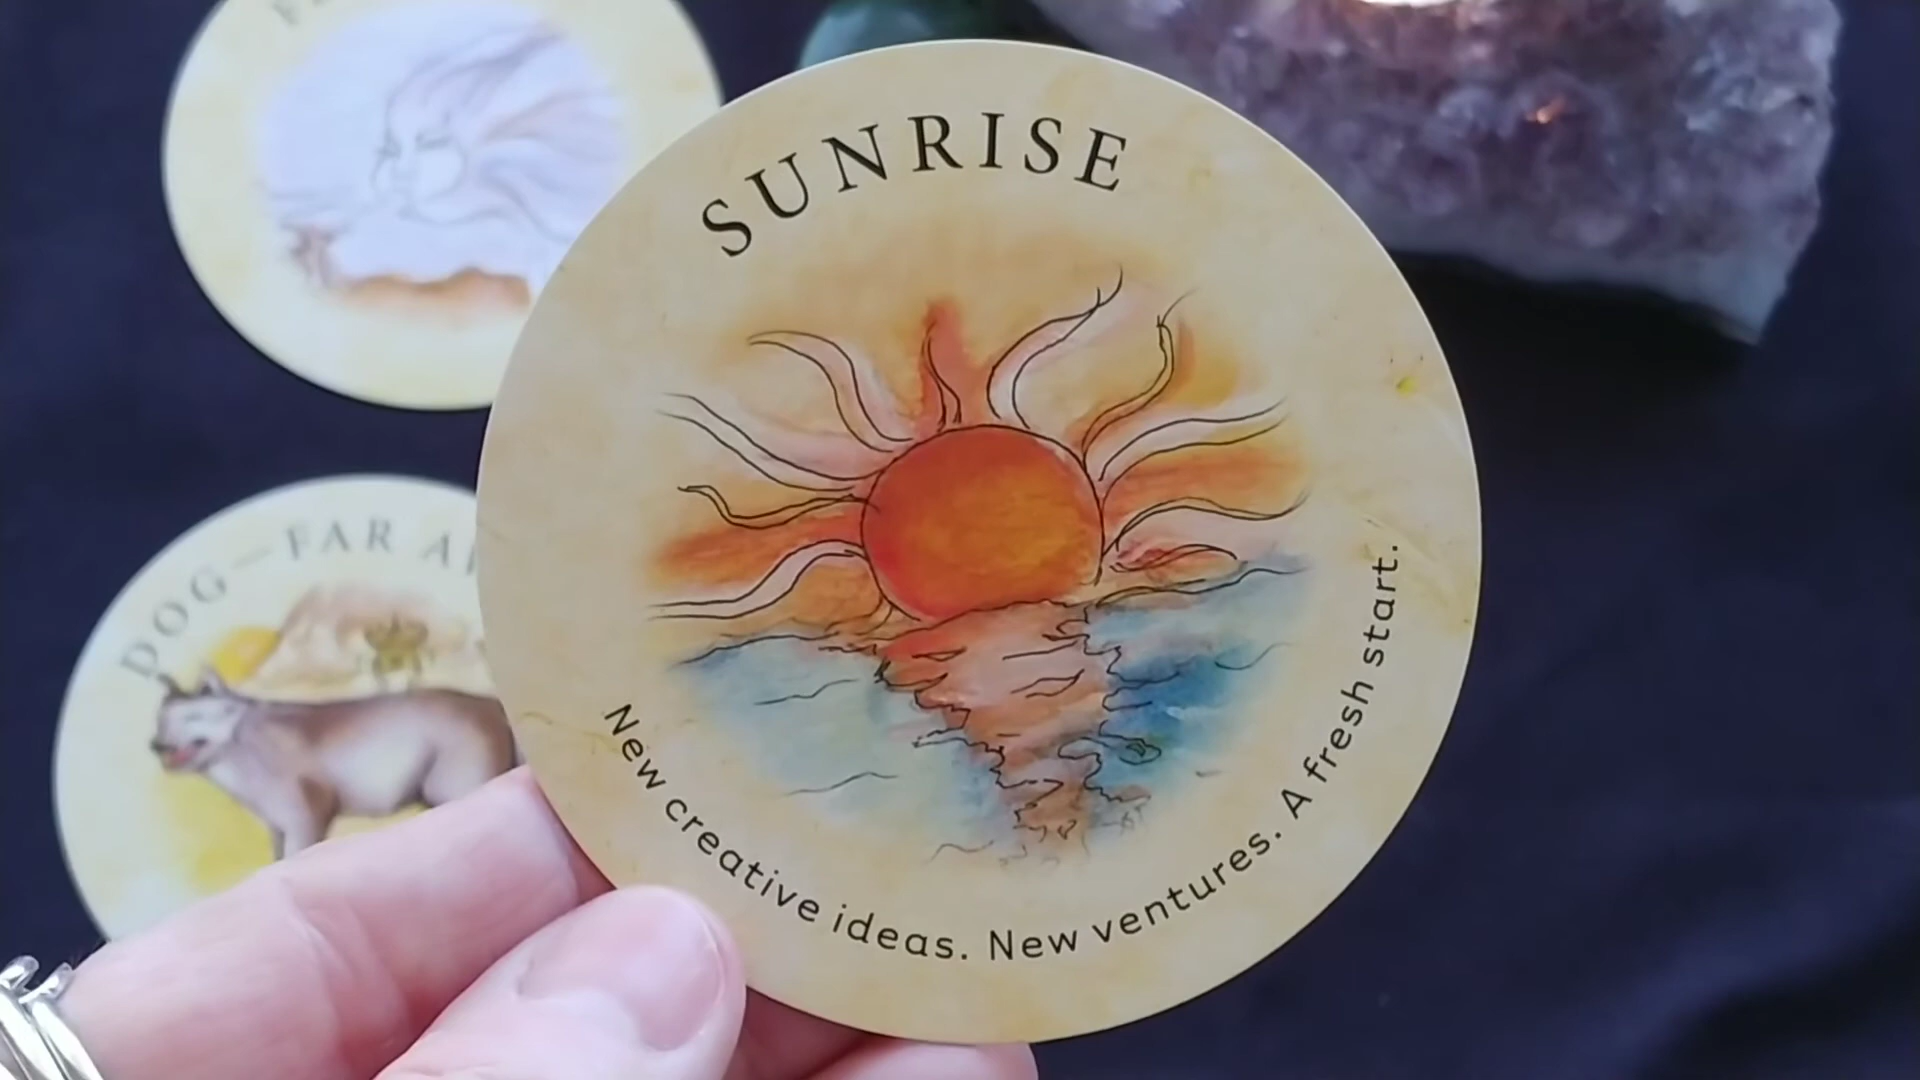 SUNRISE
New creative ideas. New ventures. A fresh start.
DOG—FAR